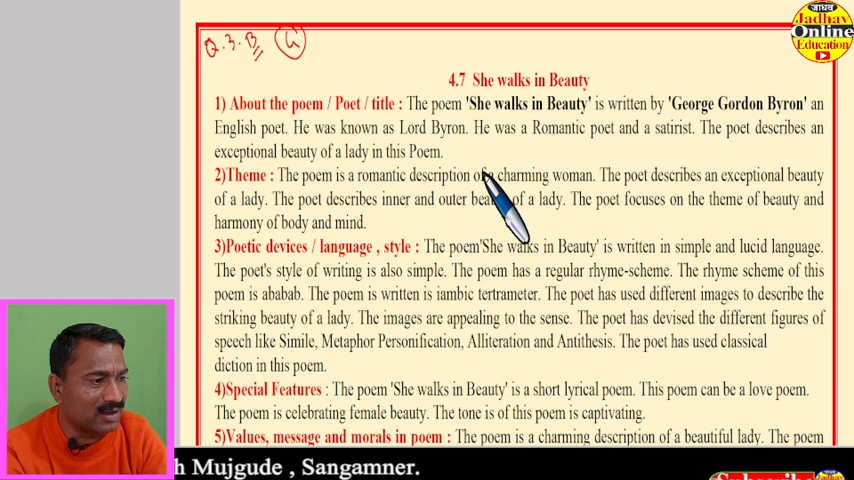 Q.3.B (4)
जाधव
Jadhav
Online
Education
4.7 She walks in Beauty
1) About the poem / Poet / title : The poem 'She walks in Beauty' is written by 'George Gordon Byron' an
English poet. He was known as Lord Byron. He was a Romantic poet and a satirist. The poet describes an
exceptional beauty of a lady in this Poem.
2)Theme : The poem is a romantic description of a charming woman. The poet describes an exceptional beauty
of a lady. The poet describes inner and outer beau of a lady. The poet focuses on the theme of beauty and
harmony of body and mind.
3)Poetic devices / language , style : The poem'She walks in Beauty' is written in simple and lucid language.
The poet's style of writing is also simple. The poem has a regular rhyme-scheme. The rhyme scheme of this
poem is ababab. The poem is written is iambic tertrameter. The poet has used different images to describe the
striking beauty of a lady. The images are appealing to the sense. The poet has devised the different figures of
speech like Simile, Metaphor Personification, Alliteration and Antithesis. The poet has used classical
diction in this poem.
4)Special Features : The poem 'She walks in Beauty' is a short lyrical poem. This poem can be a love poem.
The poem is celebrating female beauty. The tone is of this poem is captivating.
5)Values, message and morals in poem : The poem is a charming description of a beautiful lady. The poem
h Mujgude , Sangamner.